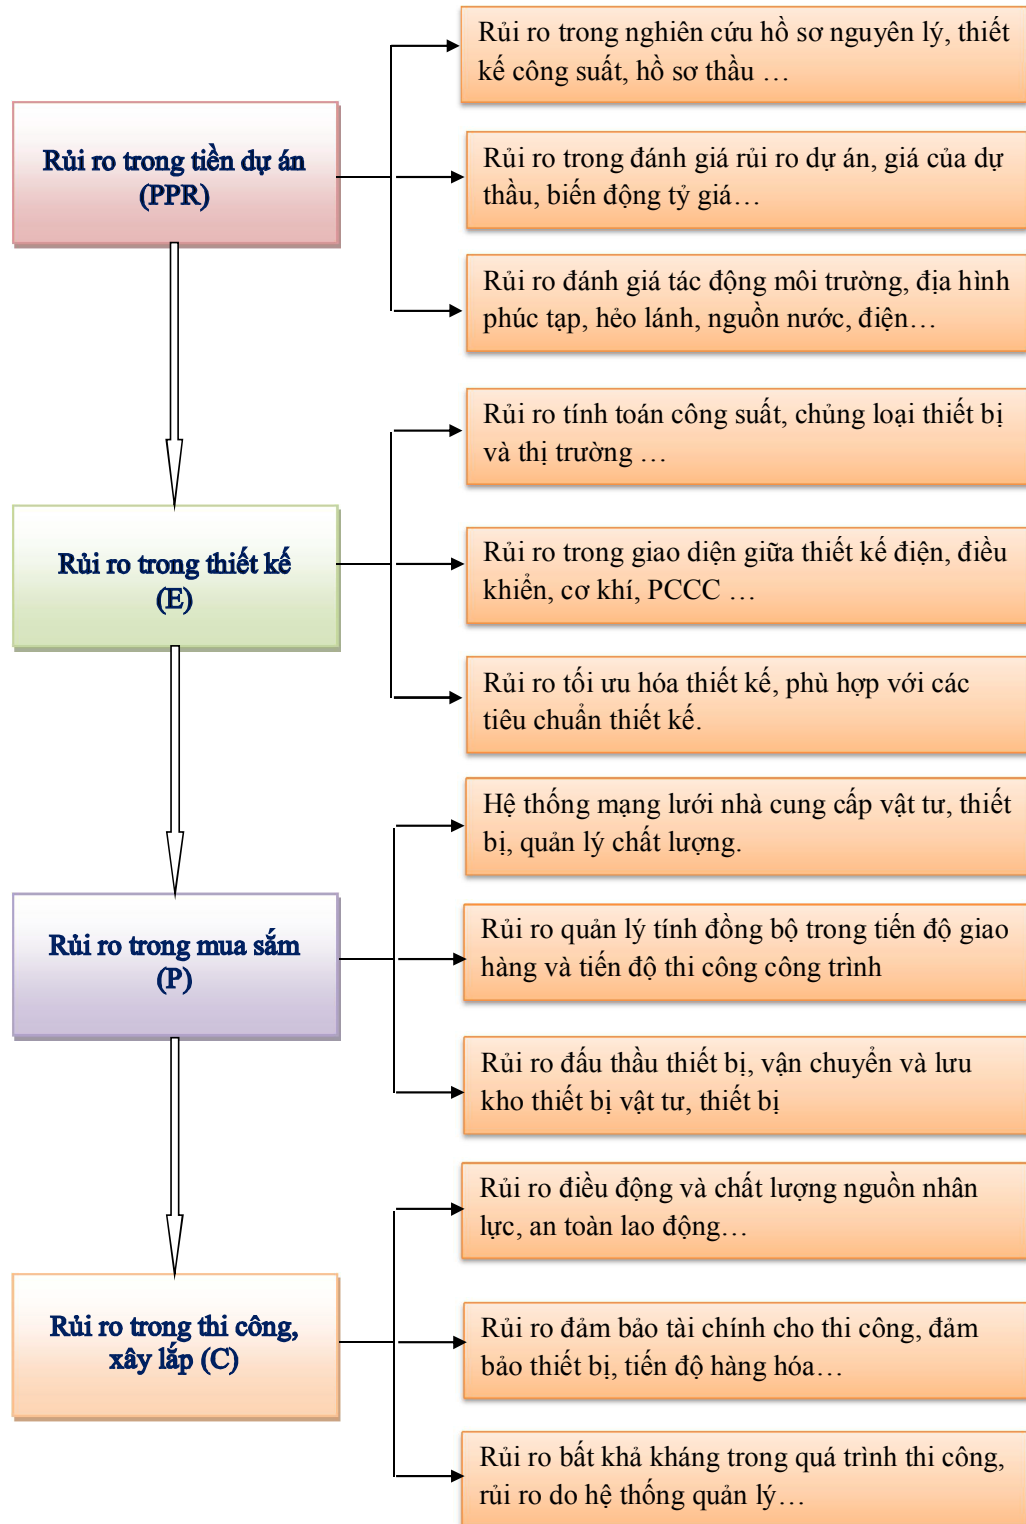 Rủi ro trong tiền dự án
(PPR)
Rủi ro trong nghiên cứu hồ sơ nguyên lý, thiết
kế công suất, hồ sơ thầu …
Rủi ro trong đánh giá rủi ro dự án, giá của dự
thầu, biến động tỷ giá…
Rủi ro đánh giá tác động môi trường, địa hình
phúc tạp, hẻo lánh, nguồn nước, điện…
Rủi ro trong thiết kế
(E)
Rủi ro tính toán công suất, chủng loại thiết bị
và thị trường …
Rủi ro trong giao diện giữa thiết kế điện, điều
khiển, cơ khí, PCCC …
Rủi ro tối ưu hóa thiết kế, phù hợp với các
tiêu chuẩn thiết kế.
Rủi ro trong mua sắm
(P)
Hệ thống mạng lưới nhà cung cấp vật tư, thiết
bị, quản lý chất lượng.
Rủi ro quản lý tính đồng bộ trong tiến độ giao
hàng và tiến độ thi công công trình
Rủi ro đấu thầu thiết bị, vận chuyển và lưu
kho thiết bị vật tư, thiết bị
Rủi ro trong thi công,
xây lắp (C)
Rủi ro điều động và chất lượng nguồn nhân
lực, an toàn lao động…
Rủi ro đảm bảo tài chính cho thi công, đảm
bảo thiết bị, tiến độ hàng hóa…
Rủi ro bất khả kháng trong quá trình thi công,
rủi ro do hệ thống quản lý…